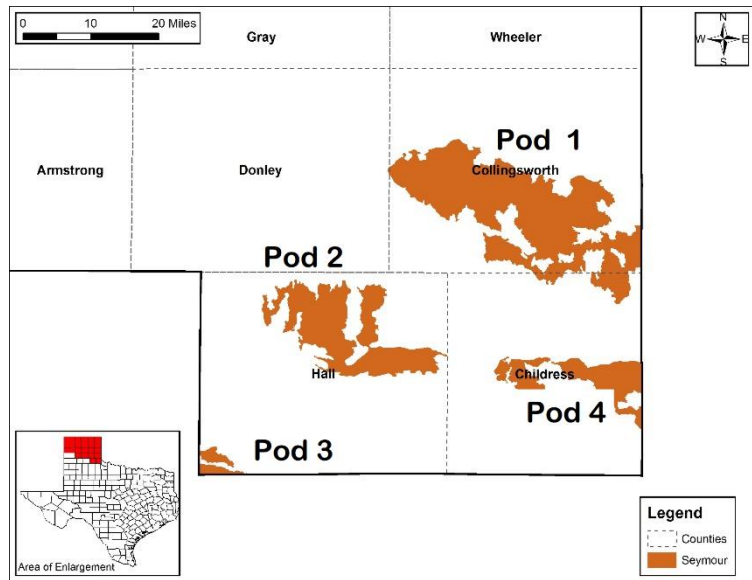 0 10 20 Miles
Gray
Wheeler
N
W E
S
Pod 1
Armstrong
Donley
Collingsworth
Pod 2
Hall
Childress
Pod 4
Pod 3
Legend
Counties
Seymour
Area of Enlargement